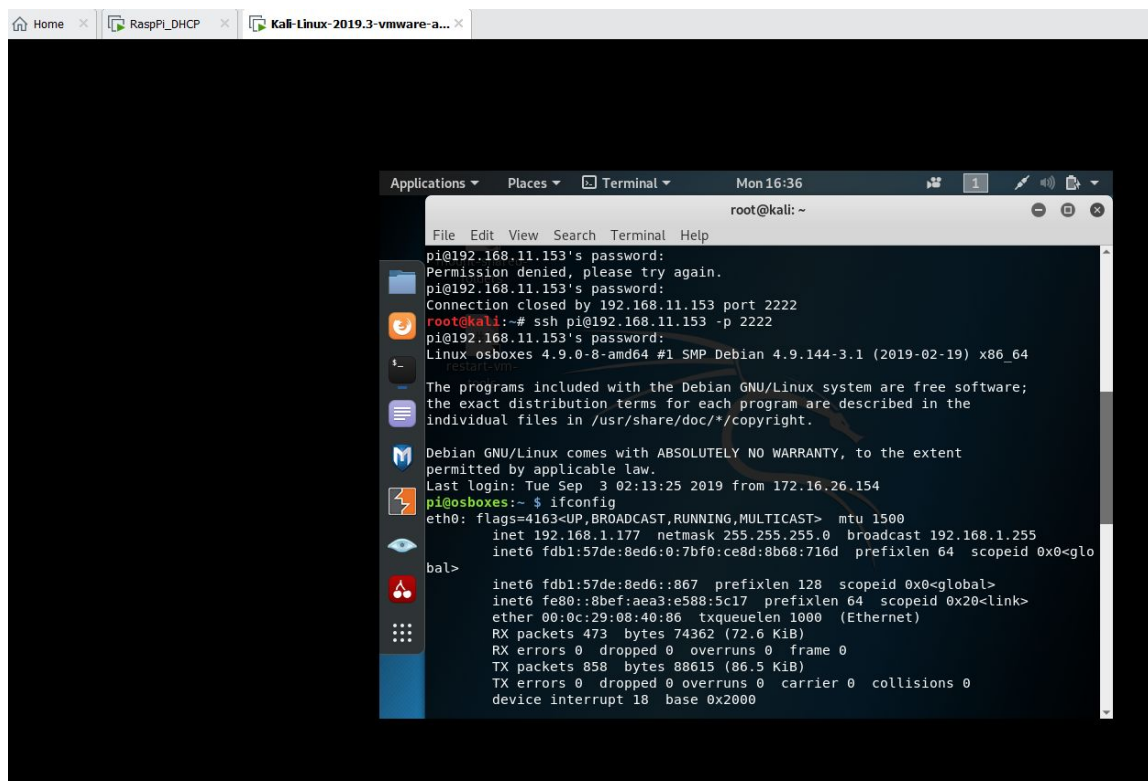 Home RaspPi_DHCP Kali-Linux-2019.3-vmware-a...
Applications Places Terminal Mon 16:36 1
root@kali: ~
File Edit View Search Terminal Help
pi@192.168.11.153's password:
Permission denied, please try again.
pi@192.168.11.153's password:
Connection closed by 192.168.11.153 port 2222
root@kali:~# ssh pi@192.168.11.153 -p 2222
pi@192.168.11.153's password:
Linux osboxes 4.9.0-8-amd64 #1 SMP Debian 4.9.144-3.1 (2019-02-19) x86_64
restart-vm-
The programs included with the Debian GNU/Linux system are free software;
the exact distribution terms for each program are described in the
individual files in /usr/share/doc/*/copyright.
Debian GNU/Linux comes with ABSOLUTELY NO WARRANTY, to the extent
permitted by applicable law.
Last login: Tue Sep  3 02:13:25 2019 from 172.16.26.154
pi@osboxes:~ $ ifconfig
eth0: flags=4163<UP,BROADCAST,RUNNING,MULTICAST>  mtu 1500
inet 192.168.1.177  netmask 255.255.255.0  broadcast 192.168.1.255
inet6 fdb1:57de:8ed6:0:7bf0:ce8d:8b68:716d  prefixlen 64  scopeid 0x0<glo
bal>
inet6 fdb1:57de:8ed6::867  prefixlen 128  scopeid 0x0<global>
inet6 fe80::8bef:aea3:e588:5c17  prefixlen 64  scopeid 0x20<link>
ether 00:0c:29:08:40:86  txqueuelen 1000  (Ethernet)
RX packets 473  bytes 74362 (72.6 KiB)
RX errors 0  dropped 0  overruns 0  frame 0
TX packets 858  bytes 88615 (86.5 KiB)
TX errors 0  dropped 0 overruns 0  carrier 0  collisions 0
device interrupt 18  base 0x2000